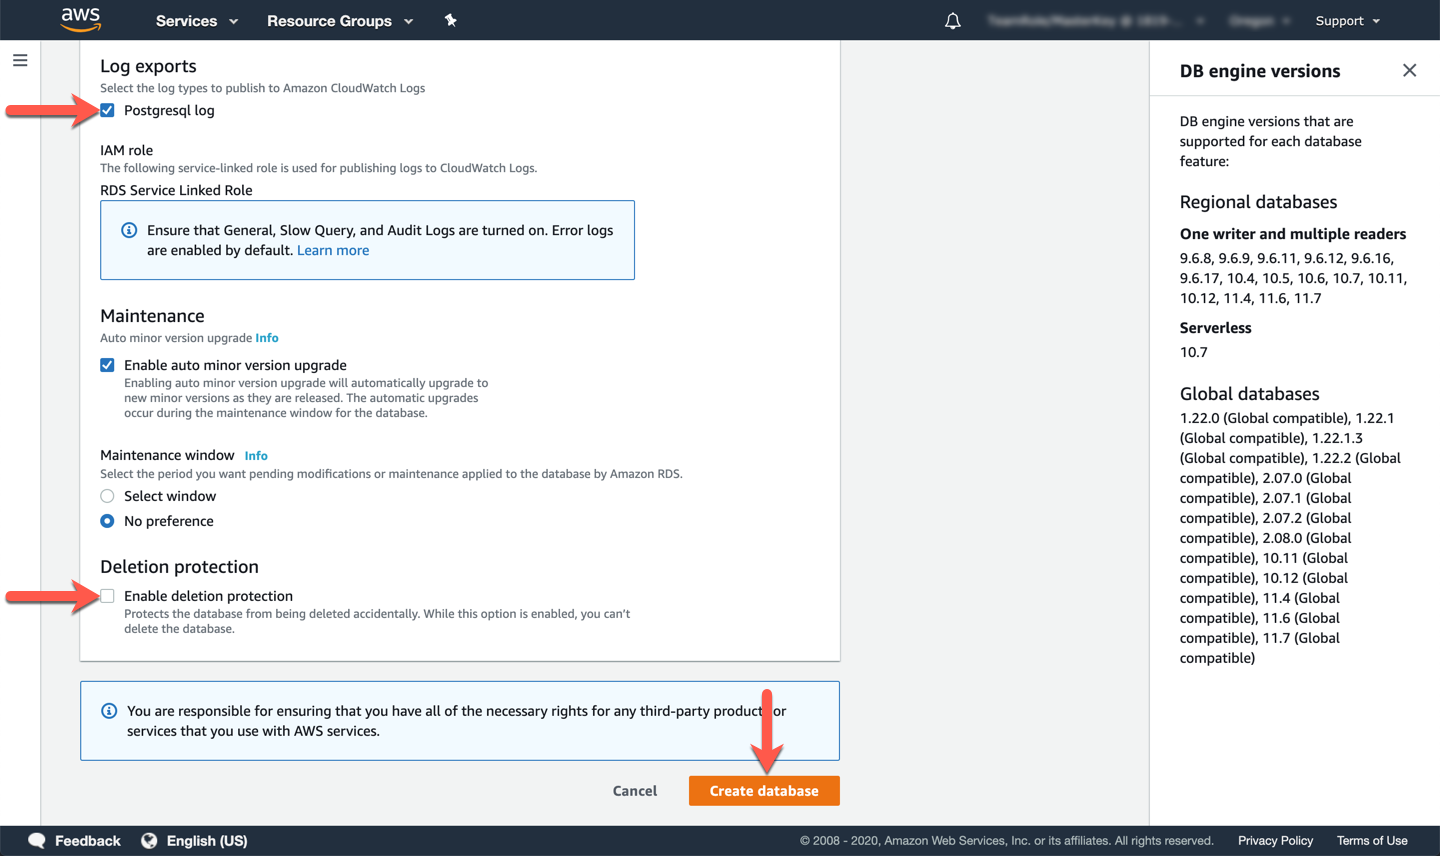 aws
Services
Resource Groups
Support
Log exports
Select the log types to publish to Amazon CloudWatch Logs
Postgresql log
IAM role
The following service-linked role is used for publishing logs to CloudWatch Logs.
RDS Service Linked Role
Ensure that General, Slow Query, and Audit Logs are turned on. Error logs
are enabled by default. Learn more
Maintenance
Auto minor version upgrade Info
Enable auto minor version upgrade
Enabling auto minor version upgrade will automatically upgrade to
new minor versions as they are released. The automatic upgrades
occur during the maintenance window for the database.
Maintenance window Info
Select the period you want pending modifications or maintenance applied to the database by Amazon RDS.
Select window
No preference
Deletion protection
Enable deletion protection
Protects the database from being deleted accidentally. While this option is enabled, you can't
delete the database.
You are responsible for ensuring that you have all of the necessary rights for any third-party product or
services that you use with AWS services.
Cancel
Create database
DB engine versions
DB engine versions that are
supported for each database
feature:
Regional databases
One writer and multiple readers
9.6.8, 9.6.9, 9.6.11, 9.6.12, 9.6.16,
9.6.17, 10.4, 10.5, 10.6, 10.7, 10.11,
10.12, 11.4, 11.6, 11.7
Serverless
10.7
Global databases
1.22.0 (Global compatible), 1.22.1
(Global compatible), 1.22.1.3
(Global compatible), 1.22.2 (Global
compatible), 2.07.0 (Global
compatible), 2.07.1 (Global
compatible), 2.07.2 (Global
compatible), 2.08.0 (Global
compatible), 10.11 (Global
compatible), 10.12 (Global
compatible), 11.4 (Global
compatible), 11.6 (Global
compatible), 11.7 (Global
compatible)
Feedback
English (US)
© 2008 - 2020, Amazon Web Services, Inc. or its affiliates. All rights reserved.
Privacy Policy
Terms of Use